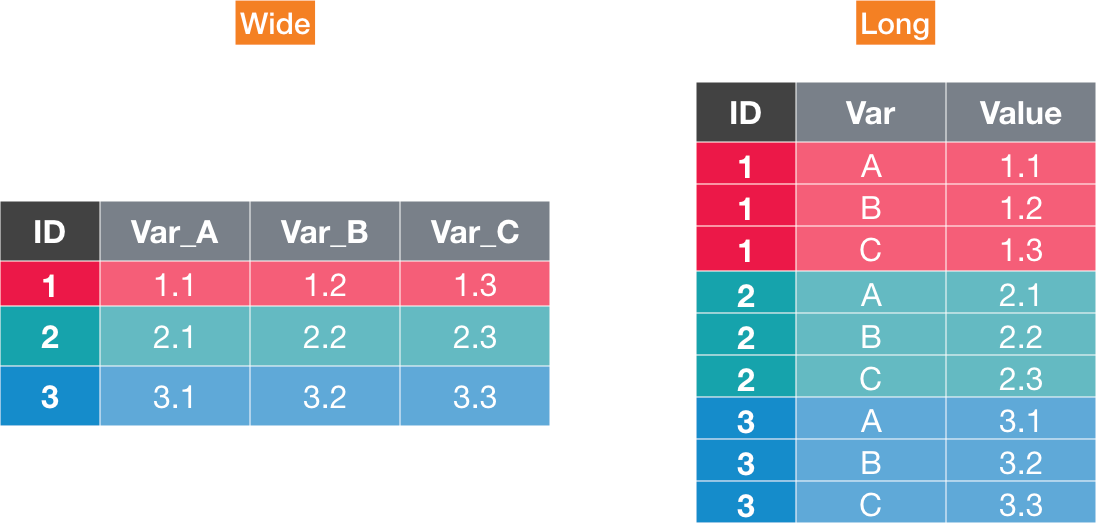 Wide
ID Var_A Var_B Var_C
1 1.1 1.2 1.3
2 2.1 2.2 2.3
3 3.1 3.2 3.3
Long
ID Var Value
1 A 1.1
1 B 1.2
1 C 1.3
2 A 2.1
2 B 2.2
2 C 2.3
3 A 3.1
3 B 3.2
3 C 3.3